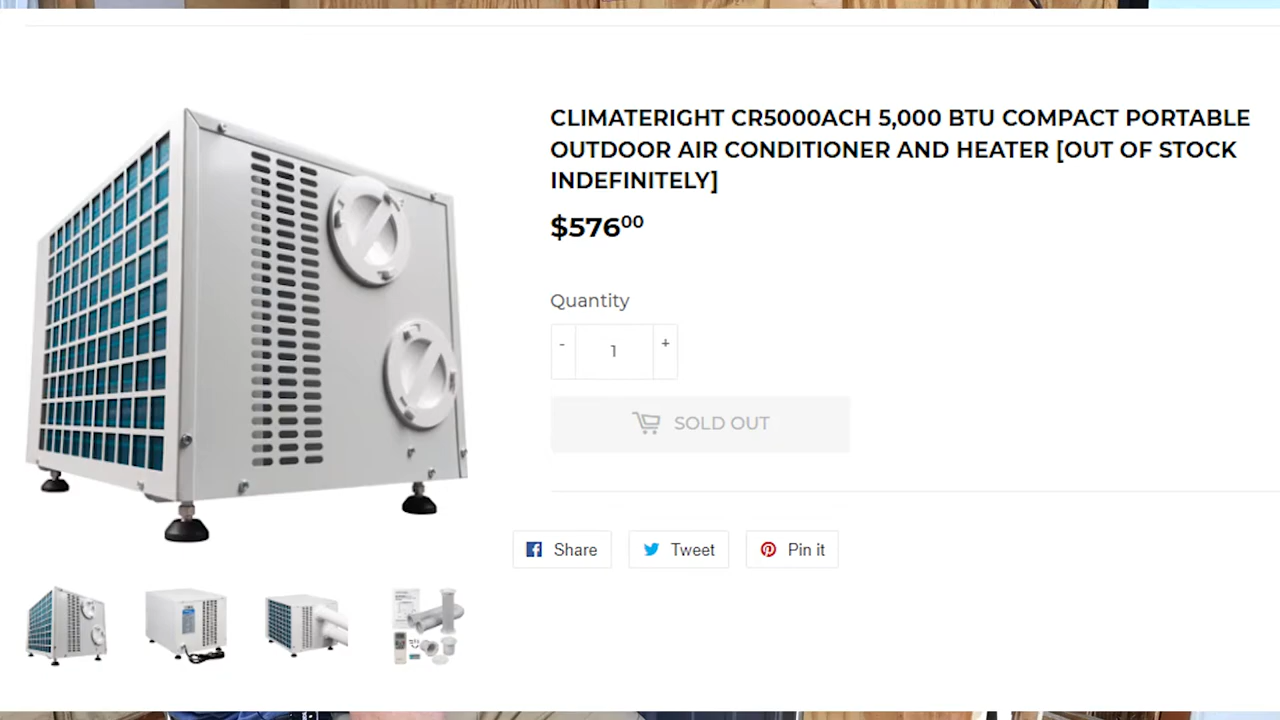 CLIMATERIGHT CR5000ACH 5,000 BTU COMPACT PORTABLE
OUTDOOR AIR CONDITIONER AND HEATER [OUT OF STOCK
INDEFINITELY]
$57600
Quantity
- 1 +
SOLD OUT
Share Tweet Pin it